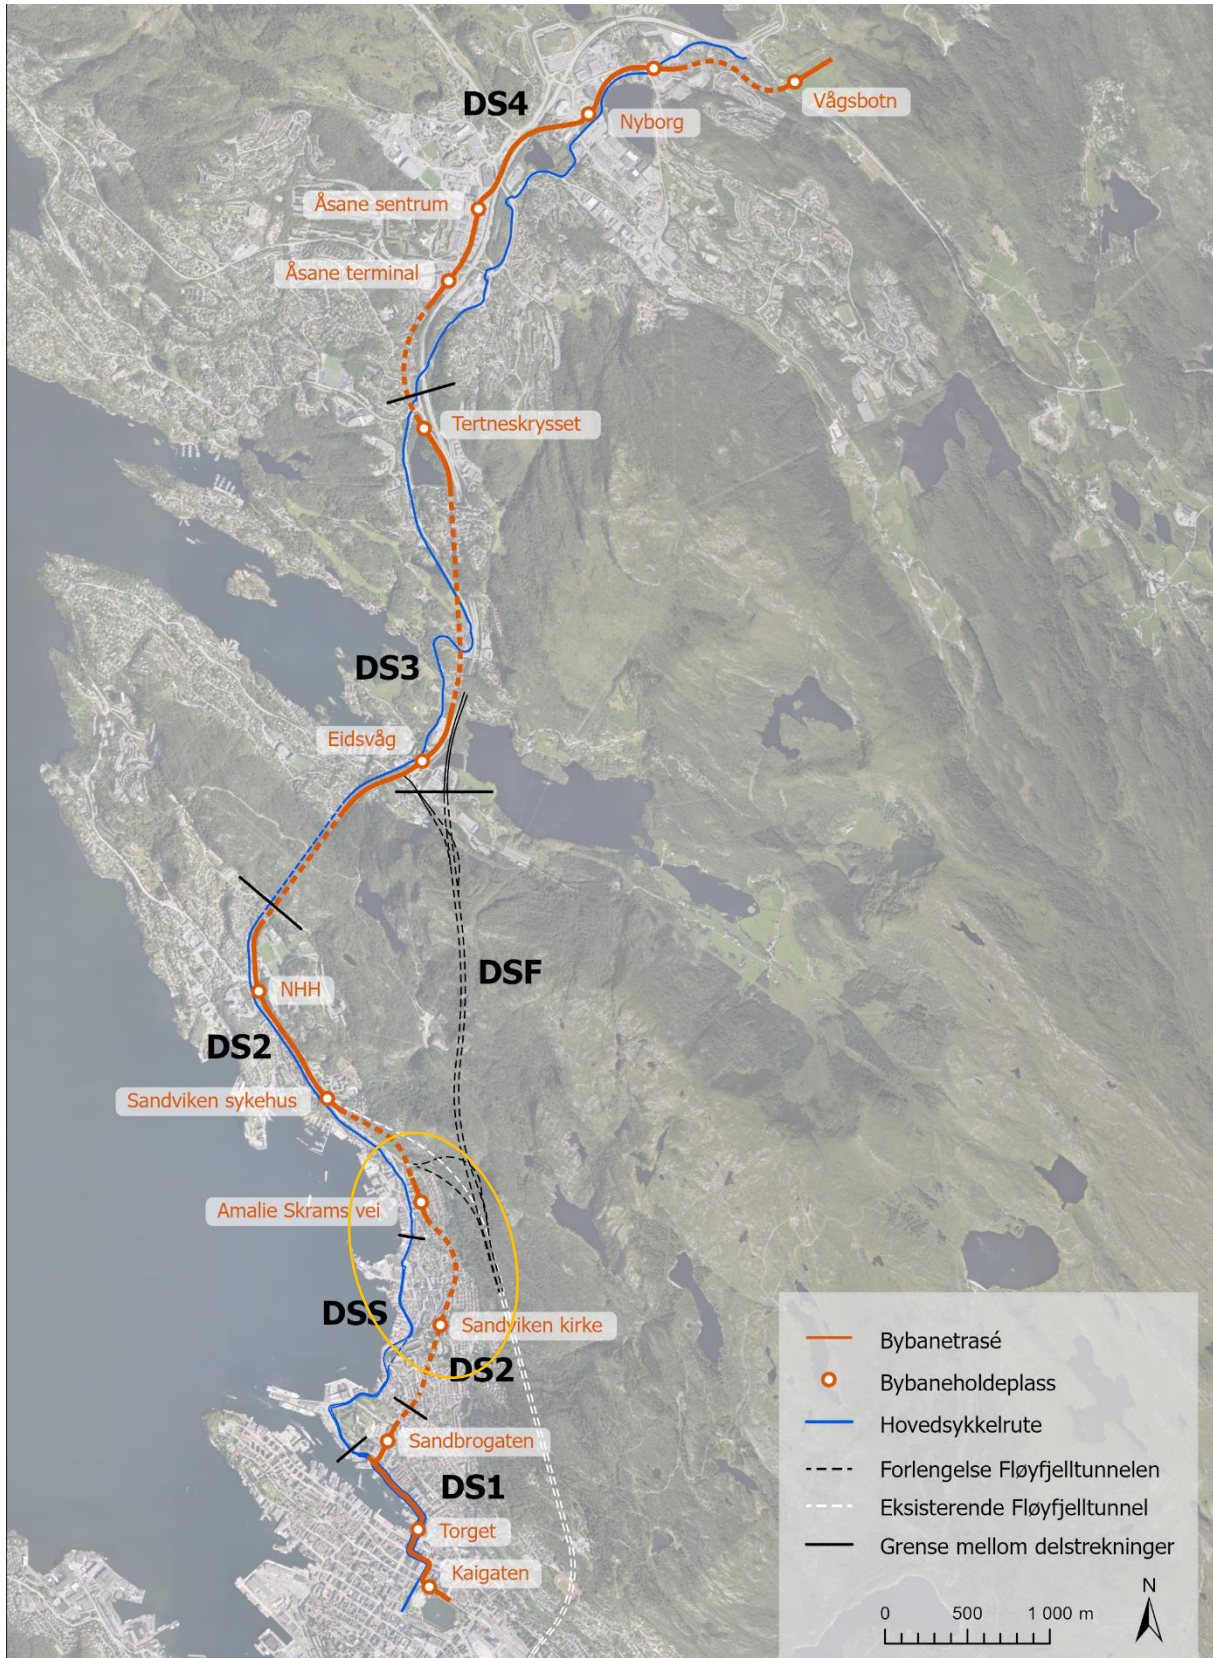 DS4
Vågsbotn
Nyborg
Åsane sentrum
Åsane terminal
Tertneskrysset
DS3
Eidsvåg
DSF
NHH
DS2
Sandviken sykehus
Amalie Skrams vei
DSS
Sandviken kirke
DS2
Sandbrogaten
DS1
Torget
Kaigaten
Bybanetrasé
Bybaneholdeplass
Hovedsykkelrute
Forlengelse Fløyfjelltunnelen
Eksisterende Fløyfjelltunnel
Grense mellom delstrekninger
N
0 500 1 000 m